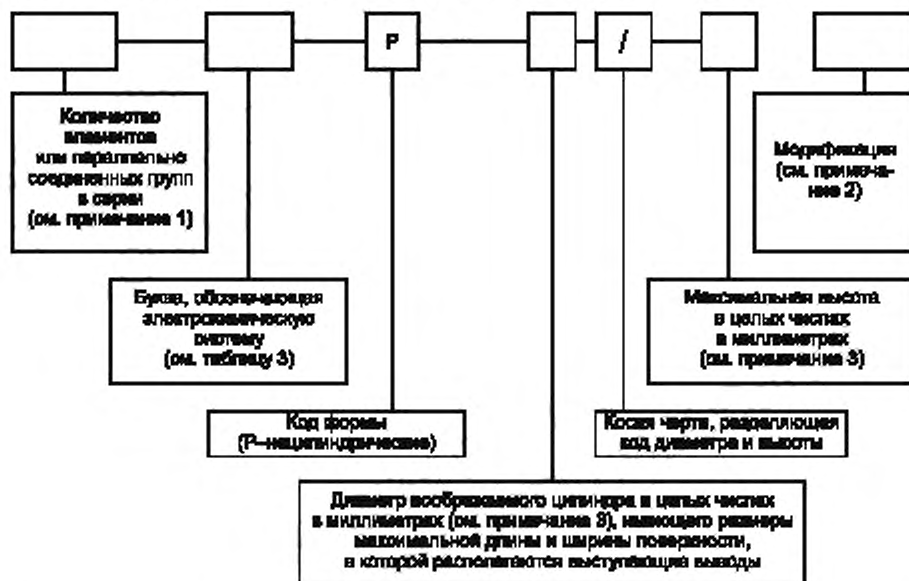 P
/
Количество
элементов
или параллельно
соединенных групп
в серии
(см. примечание 1)
Модификация
(см. примеча-
ние 2)
Буква, обозначающая
электрохимическую
систему
(см. таблицу 3)
Максимальная высота
в целых числах
в миллиметрах
(см. примечание 3)
Код формы
(Р–нецилиндрические)
Косая черта, разделяющая
код диаметра и высоты
Диаметр воображаемого цилиндра в целых числах
в миллиметрах (см. примечание 3), имеющего размеры
максимальной длины и ширины поверхности,
в которой располагаются выступающие выводы